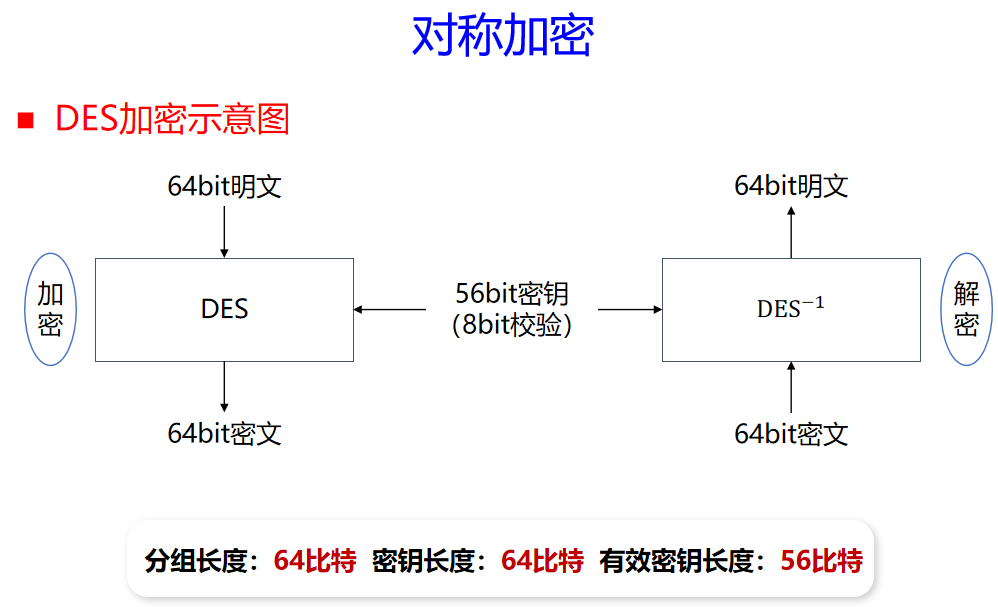 对称加密
■ DES加密示意图
64bit明文
64bit明文
加
密
DES
56bit密钥
（8bit校验）
DES⁻¹
解
密
64bit密文
64bit密文
分组长度：64比特 密钥长度：64比特 有效密钥长度：56比特